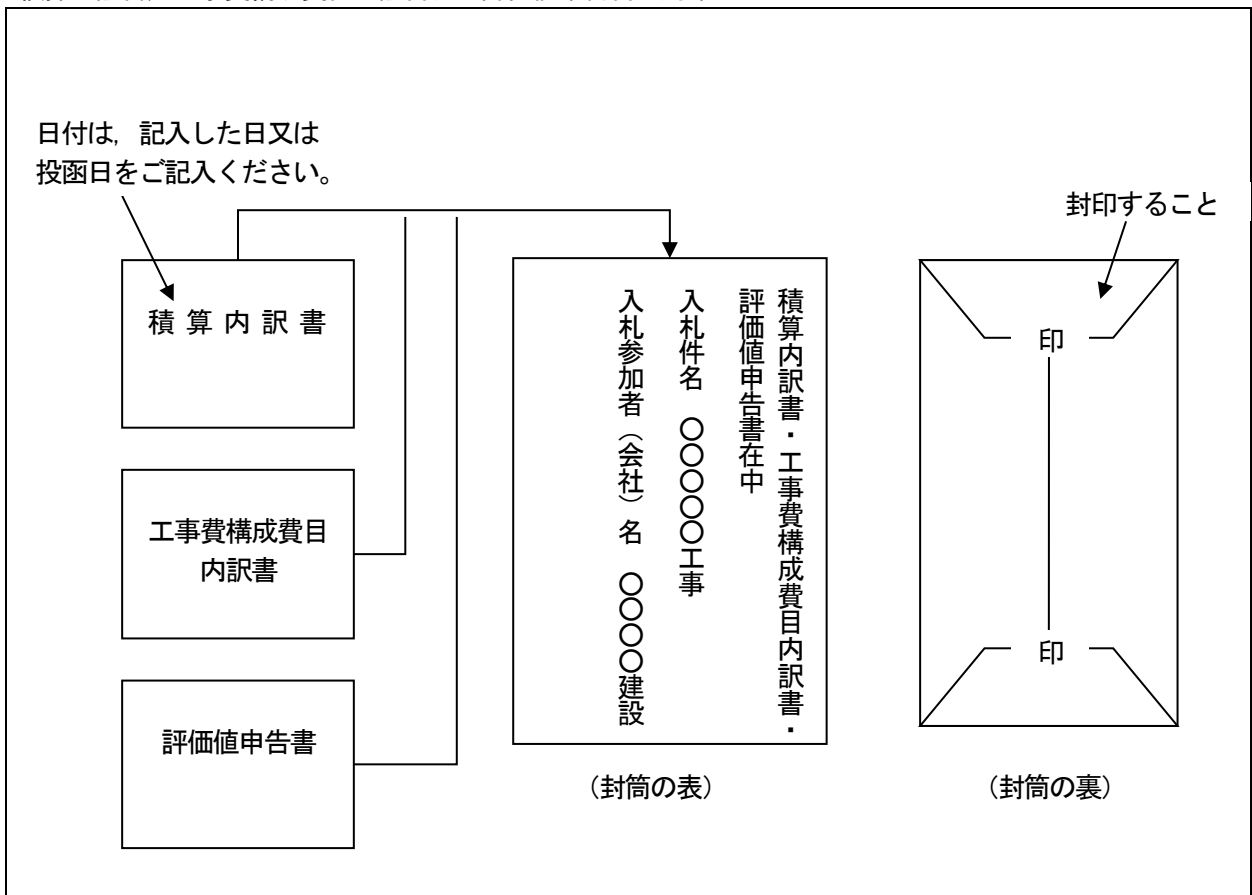 日付は，記入した日又は
投函日をご記入ください。
封印すること
積 算 内 訳 書
工事費構成費目
内訳書
評価値申告書
積算内訳書・工事費構成費目内訳書・
評価値申告書在中
入札件名　〇〇〇〇〇〇工事
入札参加者（会社）名　〇〇〇〇建設
印
印
（封筒の表）
（封筒の裏）